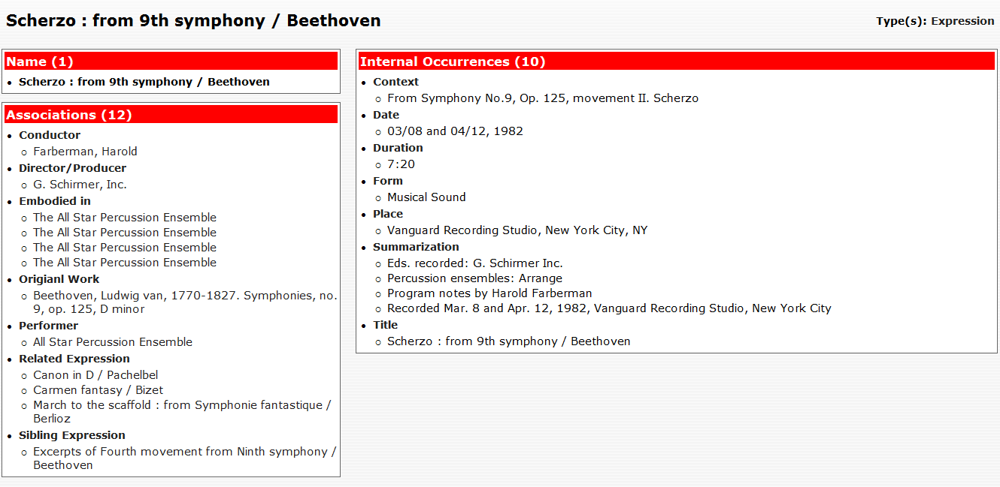 Scherzo : from 9th symphony / Beethoven
Type(s): Expression
Name (1)
Scherzo : from 9th symphony / Beethoven
Associations (12)
Conductor
Farberman, Harold
Director/Producer
G. Schirmer, Inc.
Embodied in
The All Star Percussion Ensemble
The All Star Percussion Ensemble
The All Star Percussion Ensemble
The All Star Percussion Ensemble
Origianl Work
Beethoven, Ludwig van, 1770-1827. Symphonies, no.
9, op. 125, D minor
Performer
All Star Percussion Ensemble
Related Expression
Canon in D / Pachelbel
Carmen fantasy / Bizet
March to the scaffold : from Symphonie fantastique /
Berlioz
Sibling Expression
Excerpts of Fourth movement from Ninth symphony /
Beethoven
Internal Occurrences (10)
Context
From Symphony No.9, Op. 125, movement II. Scherzo
Date
03/08 and 04/12, 1982
Duration
7:20
Form
Musical Sound
Place
Vanguard Recording Studio, New York City, NY
Summarization
Eds. recorded: G. Schirmer Inc.
Percussion ensembles: Arrange
Program notes by Harold Farberman
Recorded Mar. 8 and Apr. 12, 1982, Vanguard Recording Studio, New York City
Title
Scherzo : from 9th symphony / Beethoven